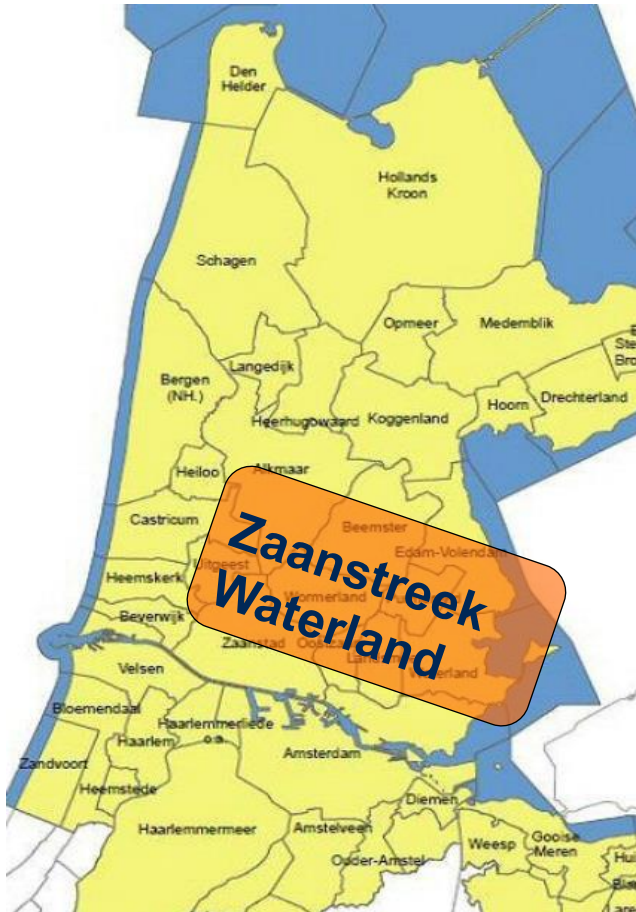 Den
Helder
Hollands
Kroon
Schagen
Opmeer
Medemblik
Langedijk
Bergen
(NH.)
Heerhugowaard
Koggenland
Hoorn
Drechterland
Heiloo
Alkmaar
Castricum
Beemster
Zaanstreek
Waterland
Edam-Volendam
Uitgeest
Heemskerk
Wormerland
Beverwijk
Zaanstad
Waterland
Velsen
Bloemendaal
Haarlemmerliede
Haarlem
Amsterdam
Zandvoort
Heemstede
Diemen
Haarlemmermeer
Amstelveen
Ouder-Amstel
Weesp
Gooise
Meren